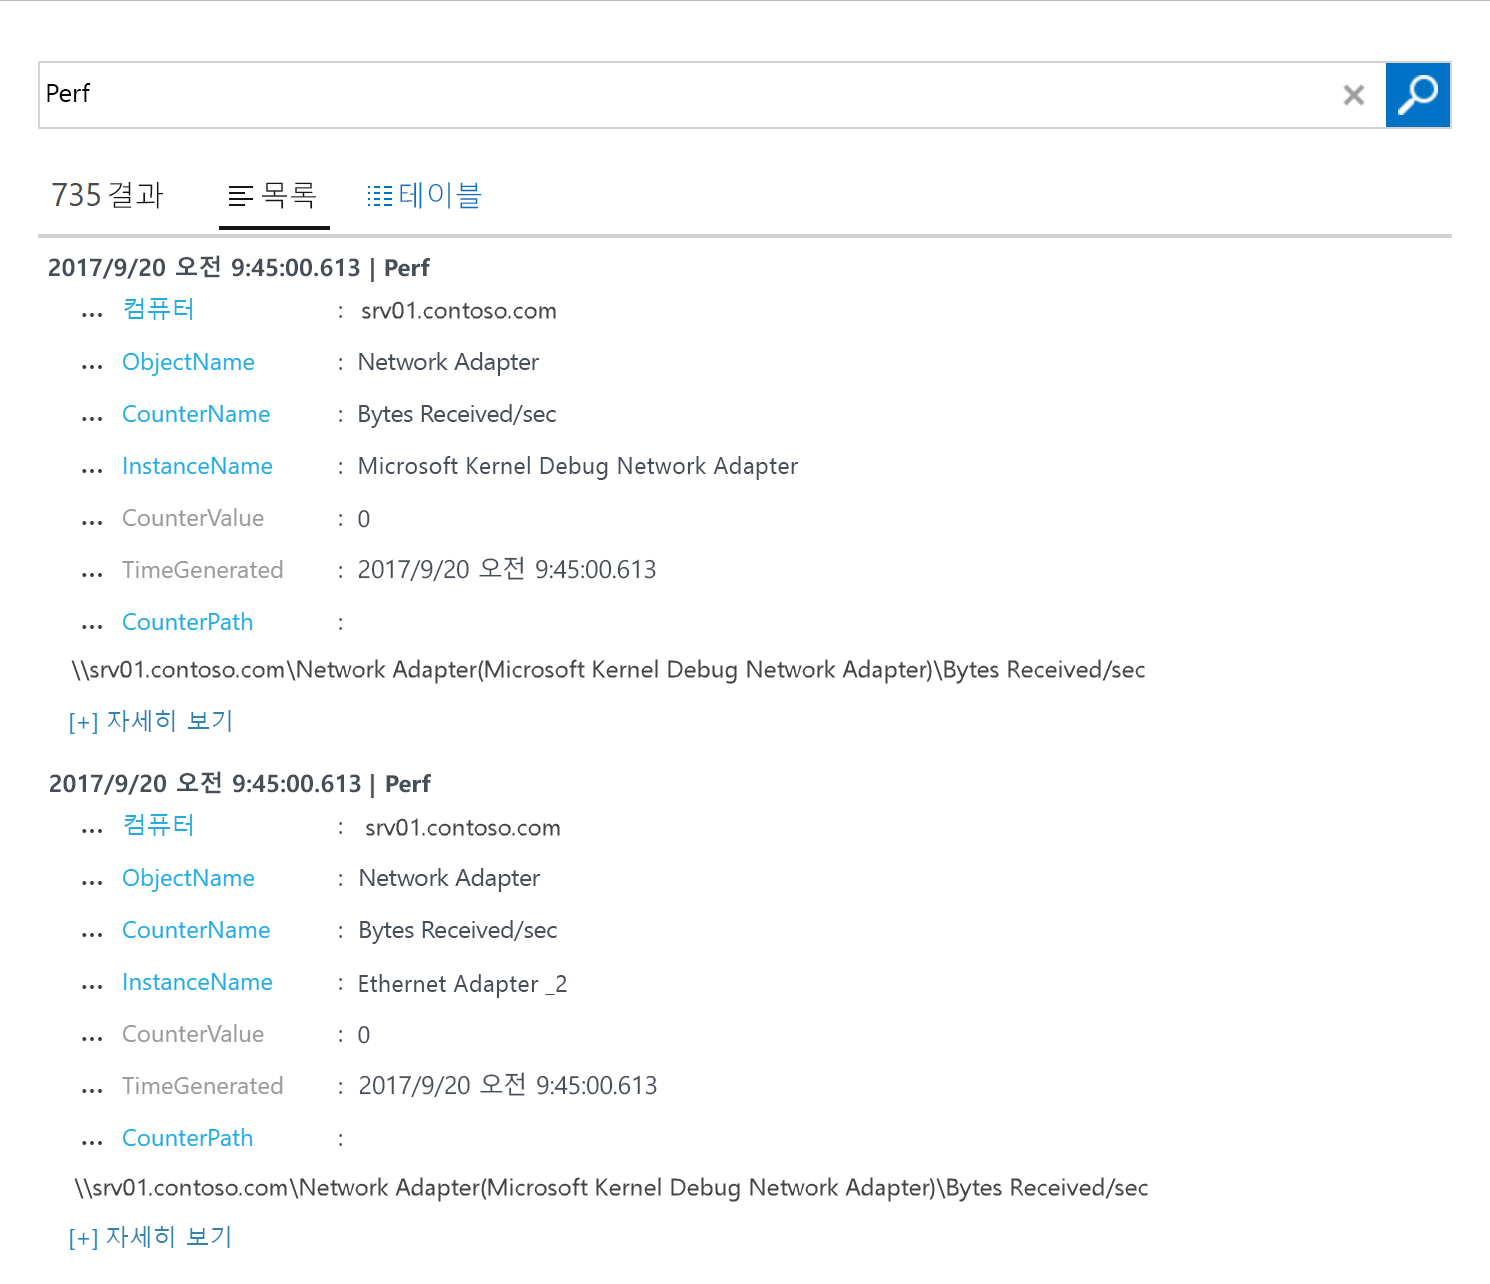 Perf
735 결과 목록 테이블
2017/9/20 오전 9:45:00.613 | Perf
... 컴퓨터 : srv01.contoso.com
... ObjectName : Network Adapter
... CounterName : Bytes Received/sec
... InstanceName : Microsoft Kernel Debug Network Adapter
... CounterValue : 0
... TimeGenerated : 2017/9/20 오전 9:45:00.613
... CounterPath :
\\srv01.contoso.com\Network Adapter(Microsoft Kernel Debug Network Adapter)\Bytes Received/sec
[+] 자세히 보기
2017/9/20 오전 9:45:00.613 | Perf
... 컴퓨터 : srv01.contoso.com
... ObjectName : Network Adapter
... CounterName : Bytes Received/sec
... InstanceName : Ethernet Adapter _2
... CounterValue : 0
... TimeGenerated : 2017/9/20 오전 9:45:00.613
... CounterPath :
\\srv01.contoso.com\Network Adapter(Microsoft Kernel Debug Network Adapter)\Bytes Received/sec
[+] 자세히 보기